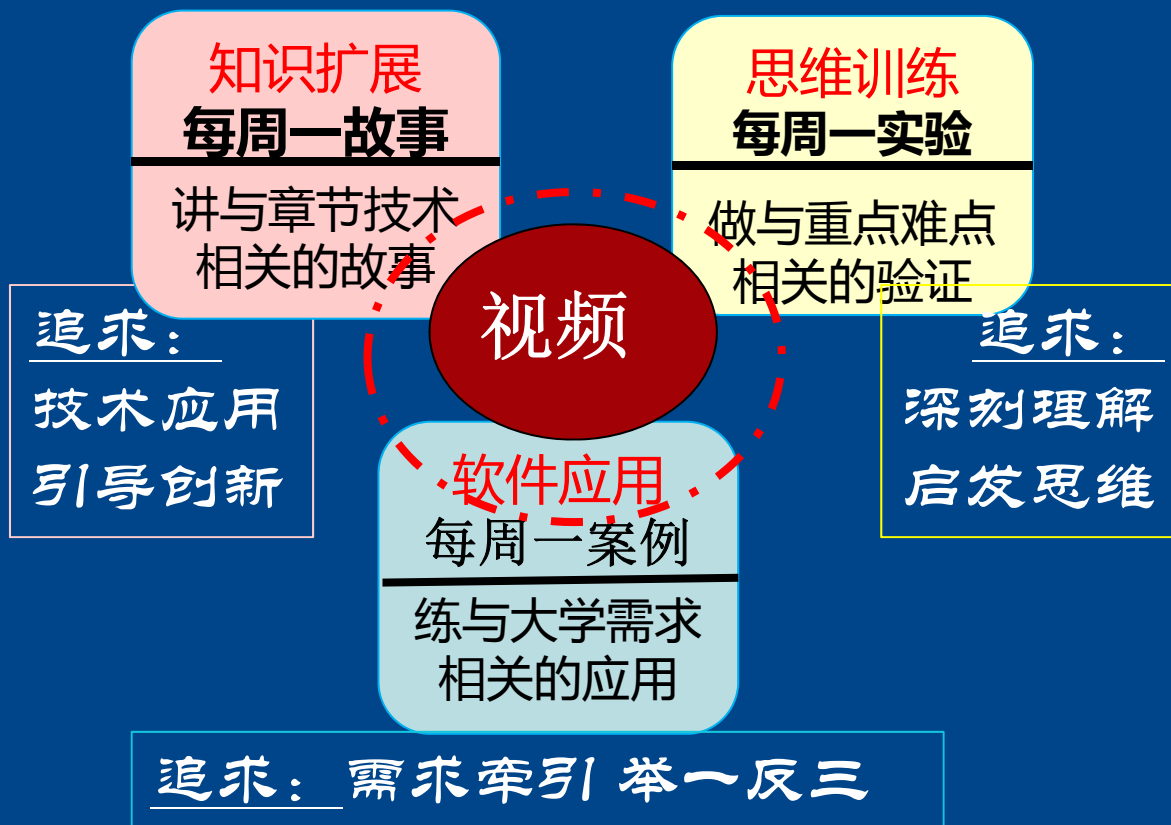 知识扩展
每周一故事
讲与章节技术
相关的故事
思维训练
每周一实验
做与重点难点
相关的验证
视频
追求：
技术应用
引导创新
追求：
深刻理解
启发思维
软件应用
每周一案例
练与大学需求
相关的应用
追求：需求牵引 举一反三